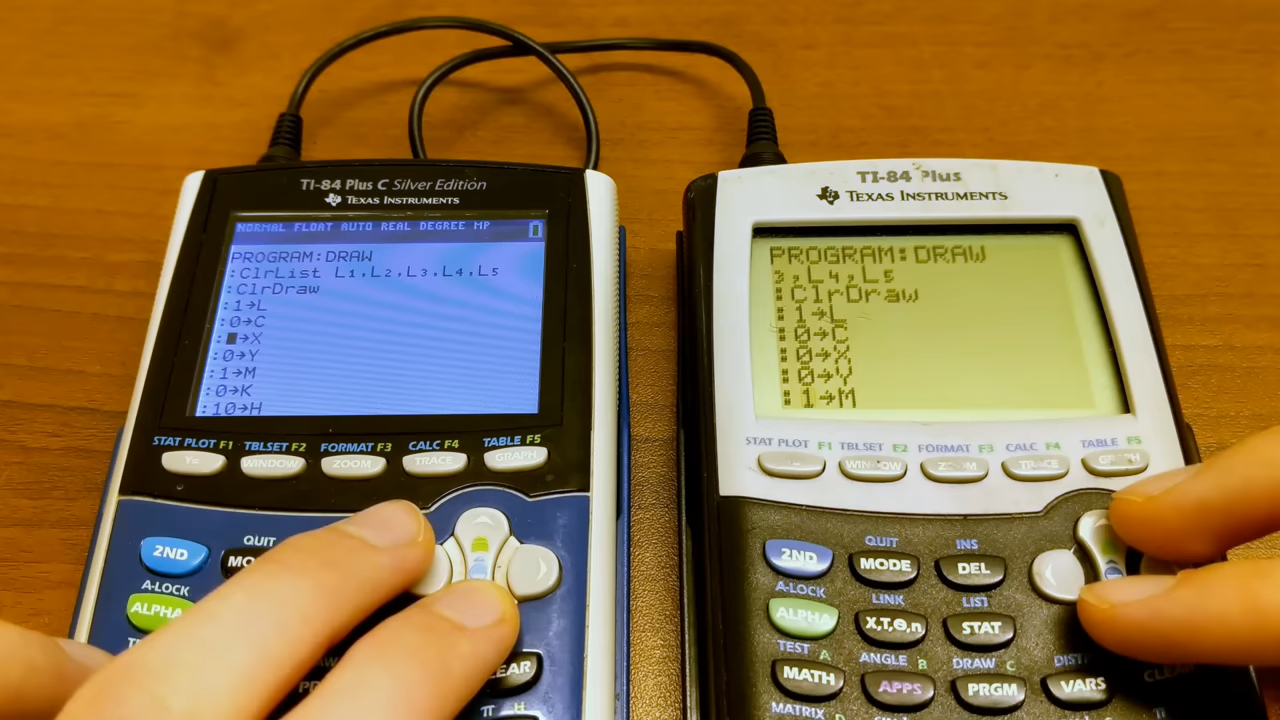 TI-84 Plus C Silver Edition
TEXAS INSTRUMENTS
NORMAL FLOAT AUTO REAL DEGREE MP
PROGRAM:DRAW
:ClrList L₁,L₂,L₃,L₄,L₅
:ClrDraw
:1→L
:0→C
:■→X
:0→Y
:1→M
:0→K
:10→H
STAT PLOT F1 TBLSET F2 FORMAT F3 CALC F4 TABLE F5
Y= WINDOW ZOOM TRACE GRAPH
QUIT
2ND
A-LOCK
ALPHA
π H
TI-84 Plus
TEXAS INSTRUMENTS
PROGRAM:DRAW
₃,L₄,L₅
:ClrDraw
:1→L
:0→C
:0→X
:0→Y
:1→M
STAT PLOT F1 TBLSET F2 FORMAT F3 CALC F4 TABLE F5
Y= WINDOW ZOOM TRACE GRAPH
QUIT INS
2ND MODE DEL
A-LOCK LINK LIST
ALPHA X,T,Θ,n STAT
TEST A ANGLE B DRAW C
MATH APPS PRGM VARS CLEAR
MATRIX